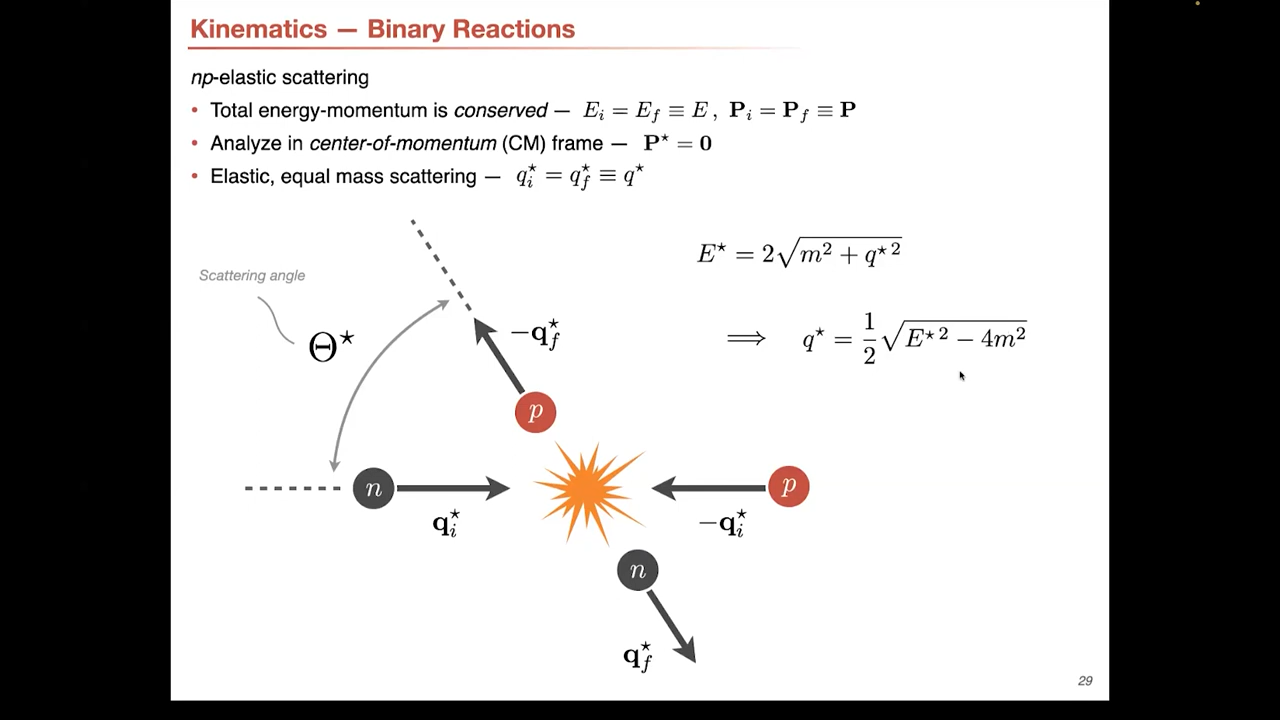 Kinematics — Binary Reactions
np-elastic scattering
• Total energy-momentum is conserved — E_i = E_f ≡ E , P_i = P_f ≡ P
• Analyze in center-of-momentum (CM) frame — P* = 0
• Elastic, equal mass scattering — q*_i = q*_f ≡ q*
E* = 2√(m² + q*²)
Scattering angle
Θ*
−q*_f
⟹ q* = 1/2 √(E*² − 4m²)
p
n
p
q*_i
−q*_i
n
q*_f
29